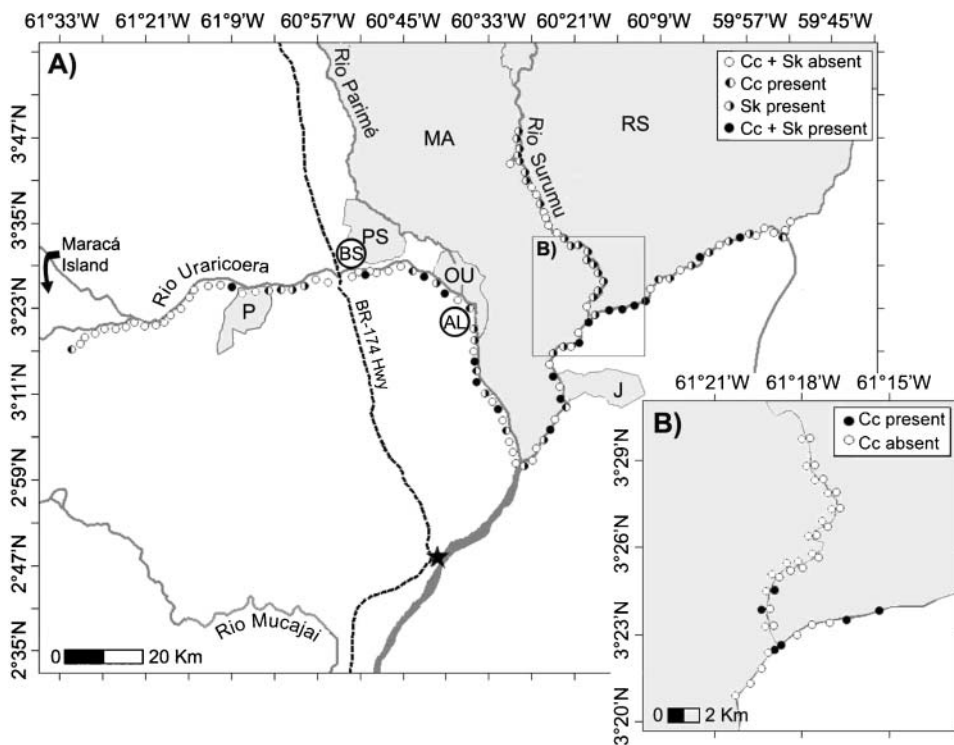 61°33'W 61°21'W 61°9'W 60°57'W 60°45'W 60°33'W 60°21'W 60°9'W 59°57'W 59°45'W
A)
Cc + Sk absent
Cc present
Sk present
Cc + Sk present
3°47'N
3°35'N
3°23'N
3°11'N
2°59'N
2°47'N
2°35'N
Rio Parimé
MA
Rio Surumu
RS
Maracá
Island
Rio Uraricoera
PS
BS
OU
B)
P
AL
BR-174 Hwy
J
Rio Mucajai
0 20 Km
61°21'W 61°18'W 61°15'W
B)
Cc present
Cc absent
3°29'N
3°26'N
3°23'N
3°20'N
0 2 Km